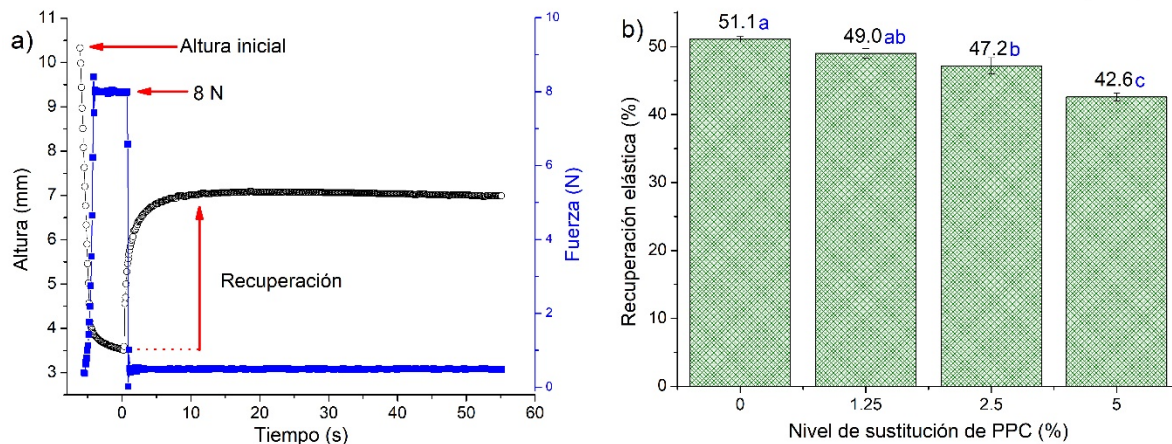 a)
Altura inicial
8 N
Recuperación
Altura (mm)
11
10
9
8
7
6
5
4
3
Fuerza (N)
10
8
6
4
2
0
-10
0
10
20
30
40
50
60
Tiempo (s)
b)
51.1a
49.0ab
47.2b
42.6c
Recuperación elástica (%)
50
40
30
20
10
0
0
1.25
2.5
5
Nivel de sustitución de PPC (%)